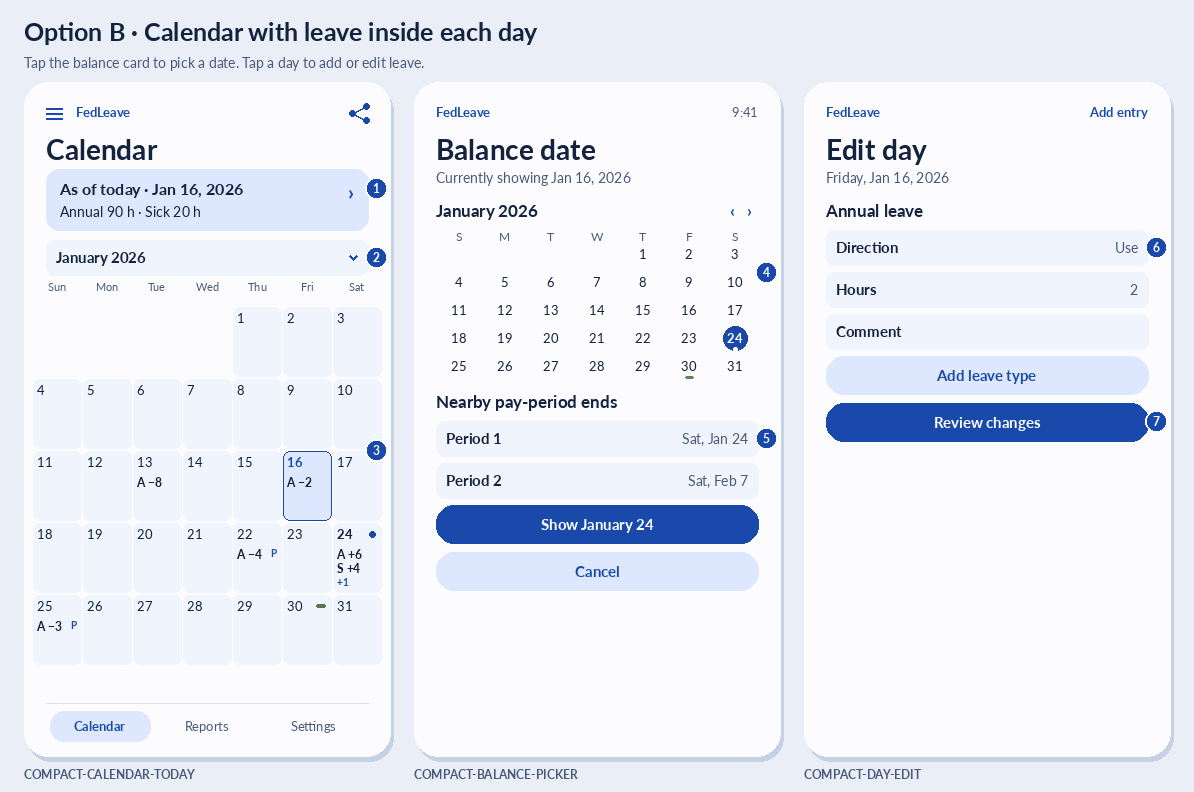 Option B · Calendar with leave inside each day
Tap the balance card to pick a date. Tap a day to add or edit leave.
FedLeave
Calendar
As of today · Jan 16, 2026 ›
Annual 90 h · Sick 20 h
1
January 2026
2
Sun Mon Tue Wed Thu Fri Sat
1 2 3
4 5 6 7 8 9 10
3
11 12 13 14 15 16 17
A −8 A −2
18 19 20 21 22 23 24
A −4 P A +6
S +4
+1
25 26 27 28 29 30 31
A −3 P
Calendar Reports Settings
COMPACT-CALENDAR-TODAY
FedLeave 9:41
Balance date
Currently showing Jan 16, 2026
January 2026 ‹ ›
S M T W T F S
1 2 3
4
4 5 6 7 8 9 10
11 12 13 14 15 16 17
18 19 20 21 22 23 24
25 26 27 28 29 30 31
Nearby pay-period ends
Period 1 Sat, Jan 24 5
Period 2 Sat, Feb 7
Show January 24
Cancel
COMPACT-BALANCE-PICKER
FedLeave Add entry
Edit day
Friday, Jan 16, 2026
Annual leave
Direction Use 6
Hours 2
Comment
Add leave type
Review changes 7
COMPACT-DAY-EDIT